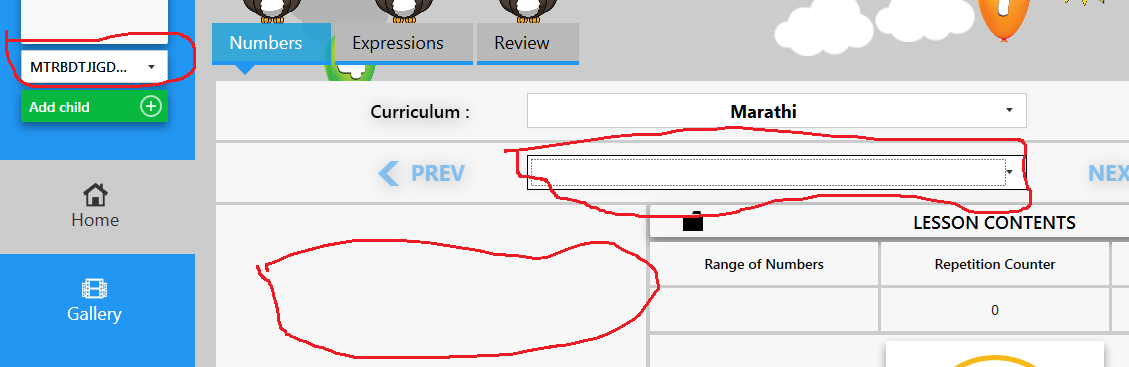 Numbers
Expressions
Review
MTRBDTJIGD...
Add child
Curriculum :
Marathi
PREV
NEX
Home
LESSON CONTENTS
Range of Numbers
Repetition Counter
0
Gallery